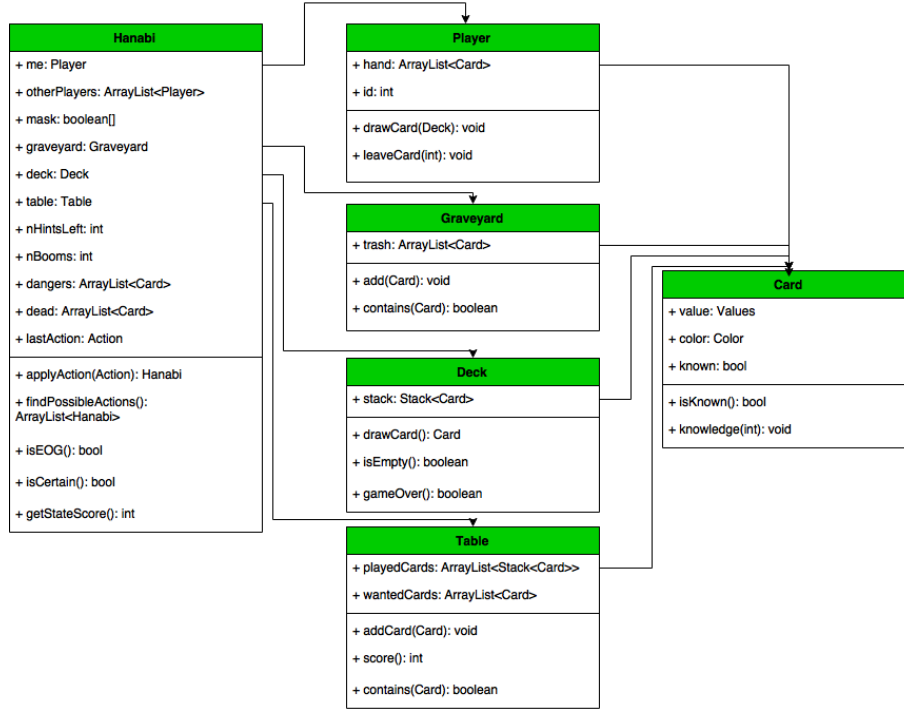 Hanabi
+ me: Player
+ otherPlayers: ArrayList<Player>
+ mask: boolean[]
+ graveyard: Graveyard
+ deck: Deck
+ table: Table
+ nHintsLeft: int
+ nBooms: int
+ dangers: ArrayList<Card>
+ dead: ArrayList<Card>
+ lastAction: Action
+ applyAction(Action): Hanabi
+ findPossibleActions():
ArrayList<Hanabi>
+ isEOG(): bool
+ isCertain(): bool
+ getStateScore(): int
Player
+ hand: ArrayList<Card>
+ id: int
+ drawCard(Deck): void
+ leaveCard(int): void
Graveyard
+ trash: ArrayList<Card>
+ add(Card): void
+ contains(Card): boolean
Deck
+ stack: Stack<Card>
+ drawCard(): Card
+ isEmpty(): boolean
+ gameOver(): boolean
Table
+ playedCards: ArrayList<Stack<Card>>
+ wantedCards: ArrayList<Card>
+ addCard(Card): void
+ score(): int
+ contains(Card): boolean
Card
+ value: Values
+ color: Color
+ known: bool
+ isKnown(): bool
+ knowledge(int): void